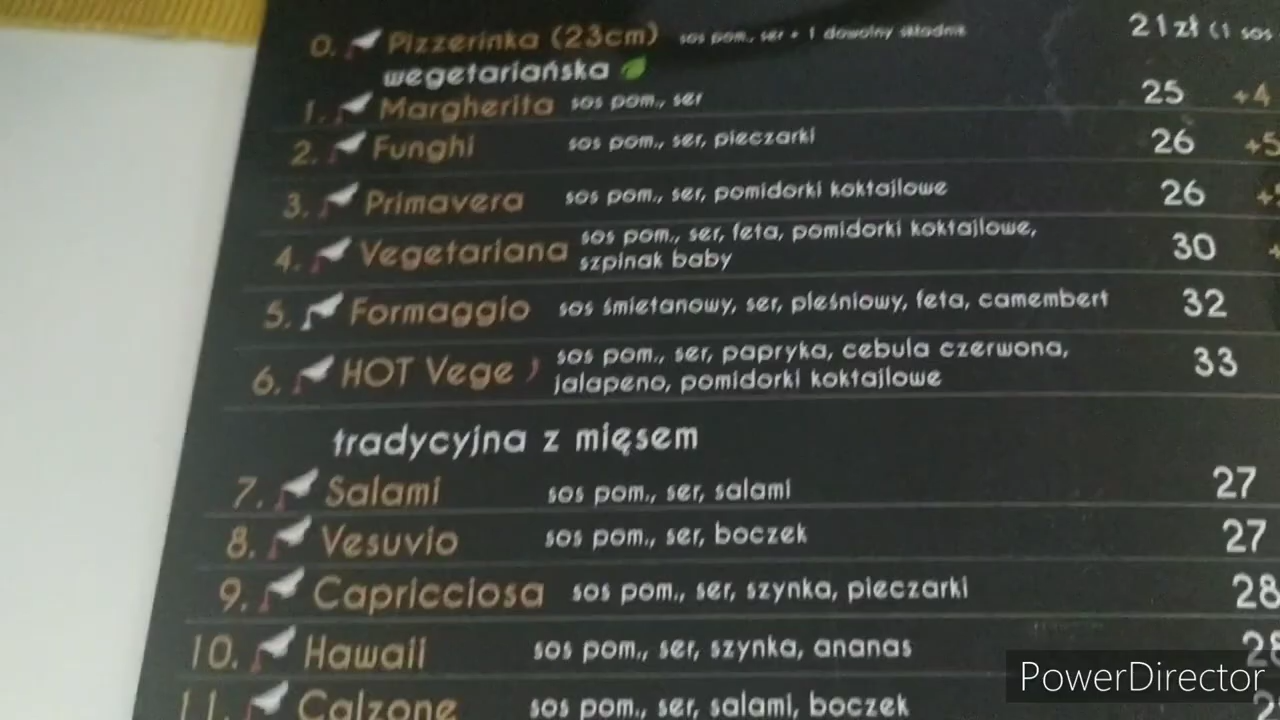 0. Pizzerinka (23cm) sos pom., ser + 1 dowolny składnik 21zł (1 sos
wegetariańska
1. Margherita sos pom., ser 25 +4
2. Funghi sos pom., ser, pieczarki 26 +5
3. Primavera sos pom., ser, pomidorki koktajlowe 26
4. Vegetariana sos pom., ser, feta, pomidorki koktajlowe, 30
szpinak baby
5. Formaggio sos śmietanowy, ser, pleśniowy, feta, camembert 32
6. HOT Vege sos pom., ser, papryka, cebula czerwona, 33
jalapeno, pomidorki koktajlowe
tradycyjna z mięsem
7. Salami sos pom., ser, salami 27
8. Vesuvio sos pom., ser, boczek 27
9. Capricciosa sos pom., ser, szynka, pieczarki 28
10. Hawaii sos pom., ser, szynka, ananas 28
11. Calzone sos pom., ser, salami, boczek
PowerDirector